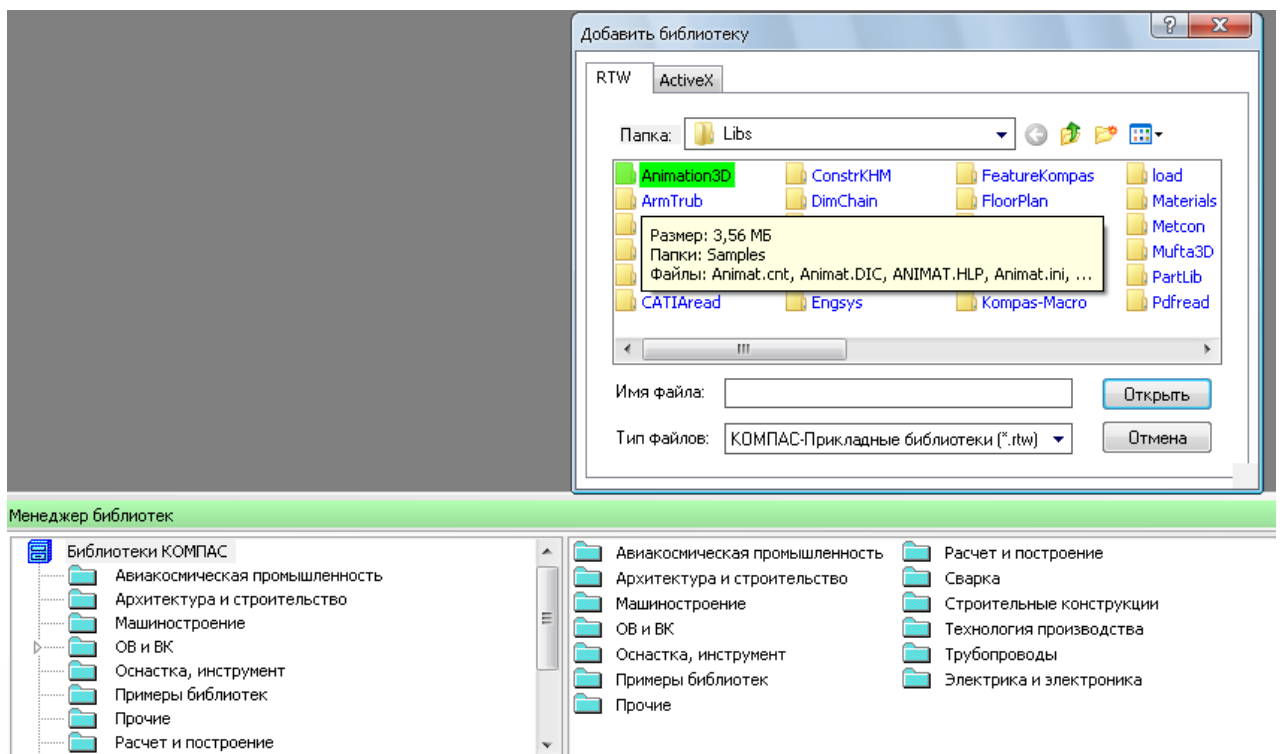 Добавить библиотеку
RTW ActiveX
Папка: Libs
Animation3D ConstrKHM FeatureKompas load
ArmTrub DimChain FloorPlan Materials
Metcon
Размер: 3,56 МБ
Mufta3D
Папки: Samples
Файлы: Animat.cnt, Animat.DIC, ANIMAT.HLP, Animat.ini, ...
PartLib
CATIAread Engsys Kompas-Macro Pdfread
Имя файла: Открыть
Тип файлов: КОМПАС-Прикладные библиотеки (*.rtw) Отмена
Менеджер библиотек
Библиотеки КОМПАС
Авиакосмическая промышленность
Архитектура и строительство
Машиностроение
ОВ и ВК
Оснастка, инструмент
Примеры библиотек
Прочие
Расчет и построение
Авиакосмическая промышленность Расчет и построение
Архитектура и строительство Сварка
Машиностроение Строительные конструкции
ОВ и ВК Технология производства
Оснастка, инструмент Трубопроводы
Примеры библиотек Электрика и электроника
Прочие